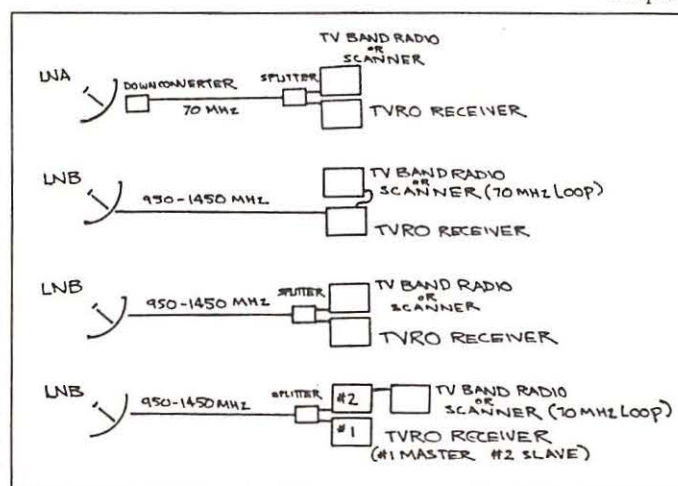 TV BAND RADIO
OR
SCANNER
LNA
DOWNCONVERTER
SPLITTER
70 MHZ
TVRO RECEIVER
TV BAND RADIO
OR
SCANNER (70 MHZ LOOP)
LNB
950-1450 MHZ
TVRO RECEIVER
LNB
950-1450 MHZ
SPLITTER
TV BAND RADIO
OR
SCANNER
TVRO RECEIVER
LNB
950-1450 MHZ
SPLITTER
#2
TV BAND RADIO
OR
SCANNER (70 MHZ LOOP)
#1
TVRO RECEIVER
(#1 MASTER #2 SLAVE)